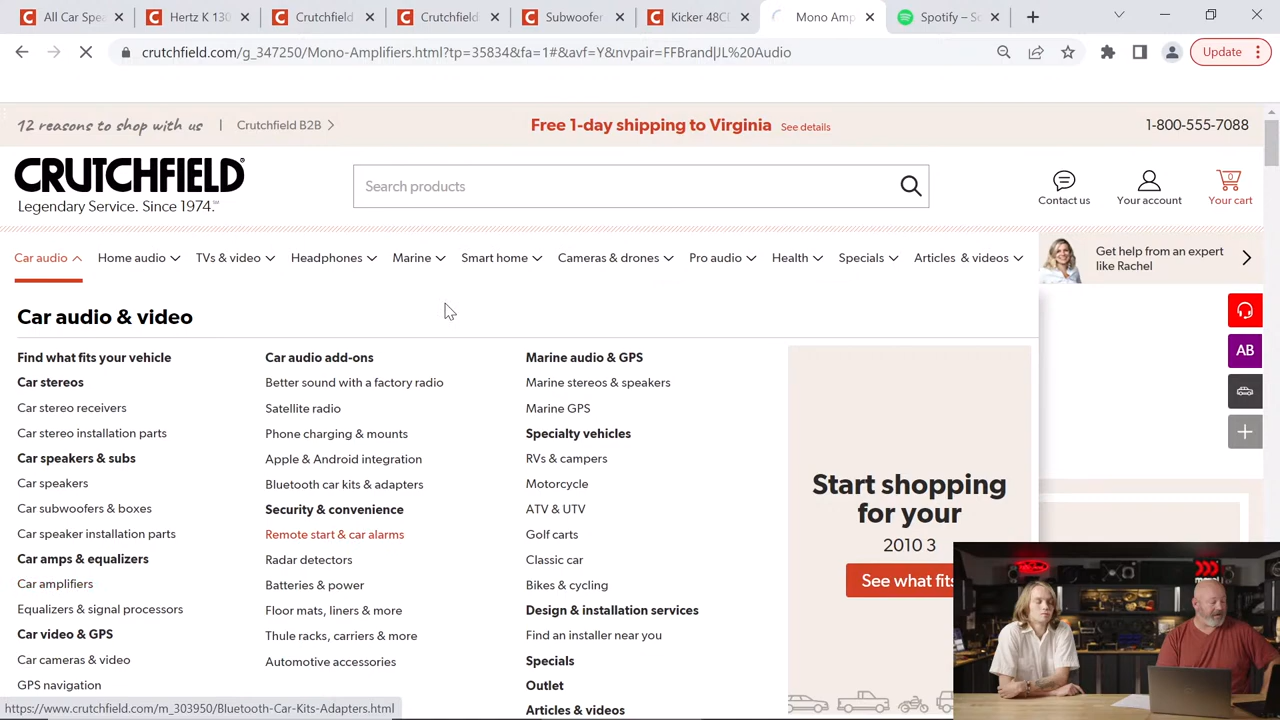 All Car Spe
Hertz K 130
Crutchfield
Crutchfield
Subwoofer
Kicker 48CL
Mono Amp
Spotify – So
crutchfield.com/g_347250/Mono-Amplifiers.html?tp=35834&fa=1#&avf=Y&nvpair=FFBrand|JL%20Audio
Update
12 reasons to shop with us | Crutchfield B2B
Free 1-day shipping to Virginia See details
1-800-555-7088
CRUTCHFIELD
Legendary Service. Since 1974.
Search products
Contact us
Your account
0
Your cart
Car audio
Home audio
TVs & video
Headphones
Marine
Smart home
Cameras & drones
Pro audio
Health
Specials
Articles & videos
Get help from an expert
like Rachel
AB
Car audio & video
Find what fits your vehicle
Car stereos
Car stereo receivers
Car stereo installation parts
Car speakers & subs
Car speakers
Car subwoofers & boxes
Car speaker installation parts
Car amps & equalizers
Car amplifiers
Equalizers & signal processors
Car video & GPS
Car cameras & video
GPS navigation
Car audio add-ons
Better sound with a factory radio
Satellite radio
Phone charging & mounts
Apple & Android integration
Bluetooth car kits & adapters
Security & convenience
Remote start & car alarms
Radar detectors
Batteries & power
Floor mats, liners & more
Thule racks, carriers & more
Automotive accessories
Marine audio & GPS
Marine stereos & speakers
Marine GPS
Specialty vehicles
RVs & campers
Motorcycle
ATV & UTV
Golf carts
Classic car
Bikes & cycling
Design & installation services
Find an installer near you
Specials
Outlet
Articles & videos
Start shopping
for your
2010 3
See what fits
https://www.crutchfield.com/m_303950/Bluetooth-Car-Kits-Adapters.html